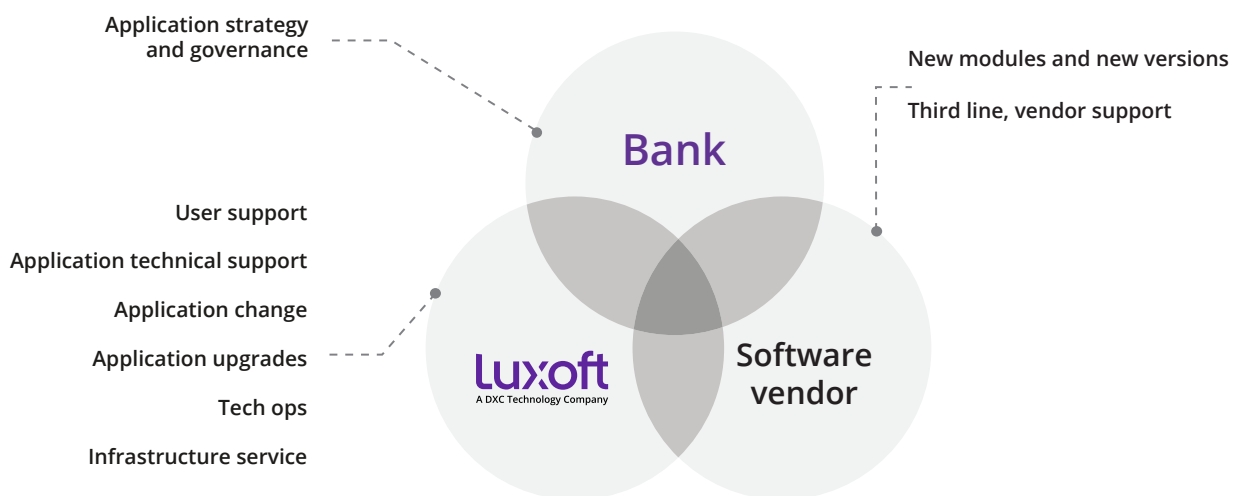 Application strategy
and governance
New modules and new versions
Third line, vendor support
Bank
User support
Application technical support
Application change
Application upgrades
Tech ops
Infrastructure service
Luxoft
A DXC Technology Company
Software
vendor